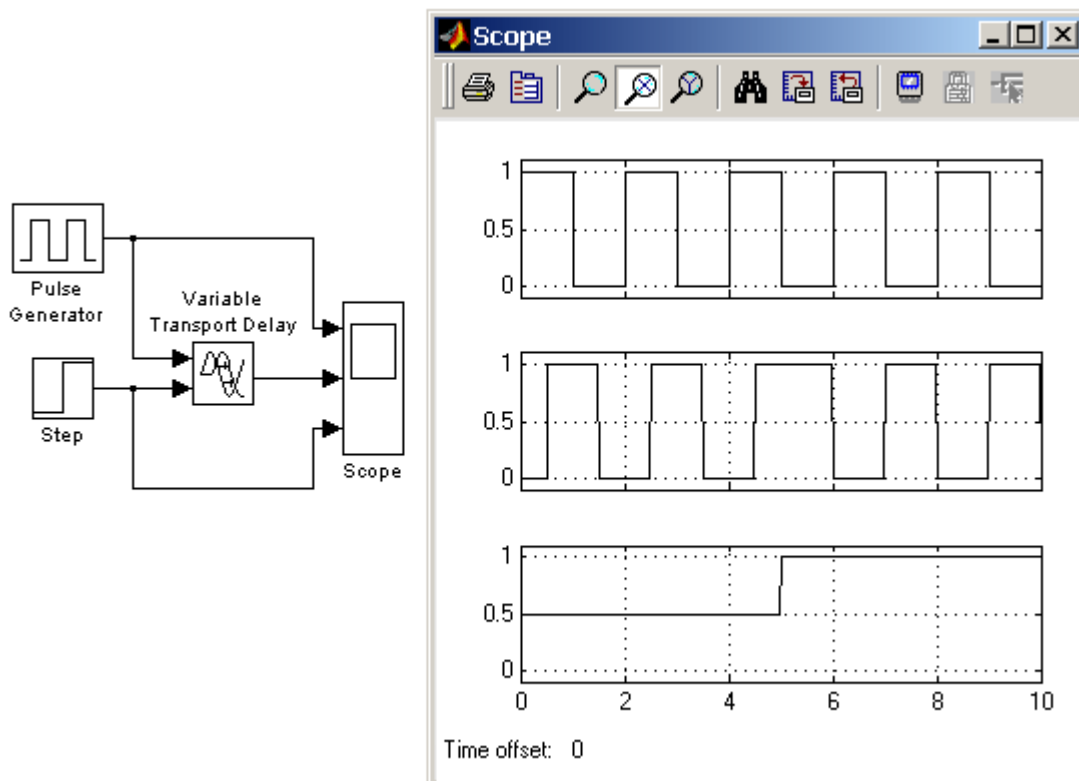 Scope
Pulse
Generator
Variable
Transport Delay
Step
Scope
1
0.5
0
1
0.5
0
1
0.5
0
0 2 4 6 8 10
Time offset: 0